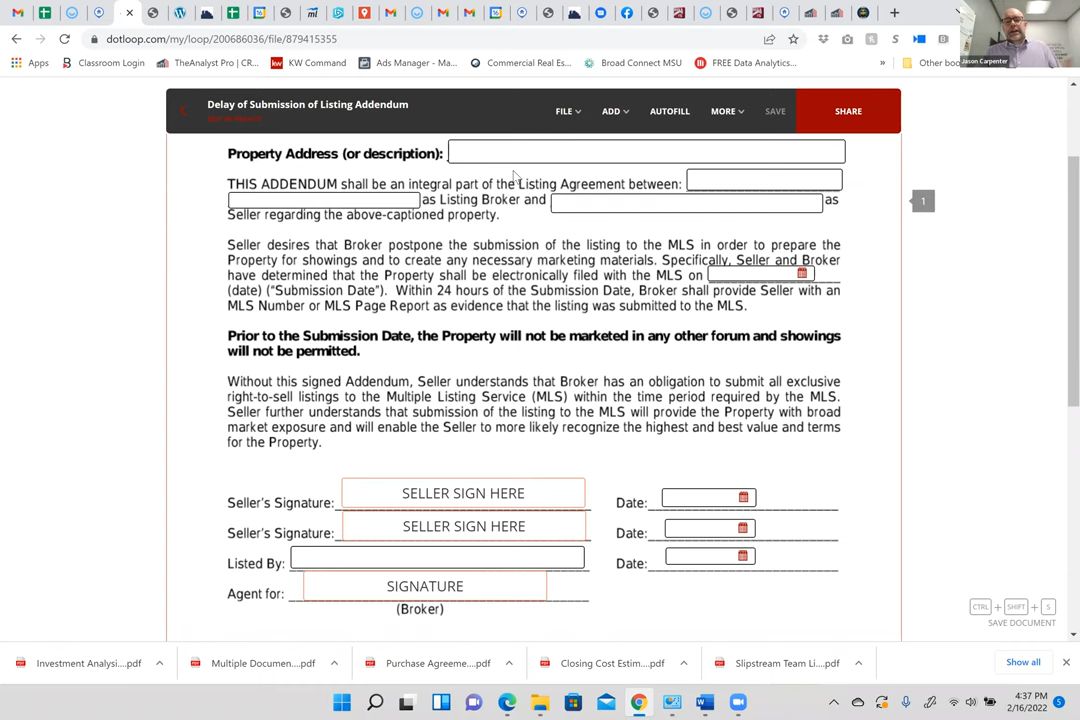 dotloop.com/my/loop/200686036/file/879415355
Apps
Classroom Login
TheAnalyst Pro | CR...
KW Command
Ads Manager - Ma...
Commercial Real Es...
Broad Connect MSU
FREE Data Analytics...
»
Other boo
Jason Carpenter
Delay of Submission of Listing Addendum
FILE
ADD
AUTOFILL
MORE
SAVE
SHARE
Property Address (or description):
THIS ADDENDUM shall be an integral part of the Listing Agreement between:
as Listing Broker and as
Seller regarding the above-captioned property.
1
Seller desires that Broker postpone the submission of the listing to the MLS in order to prepare the
Property for showings and to create any necessary marketing materials. Specifically, Seller and Broker
have determined that the Property shall be electronically filed with the MLS on
(date) ("Submission Date"). Within 24 hours of the Submission Date, Broker shall provide Seller with an
MLS Number or MLS Page Report as evidence that the listing was submitted to the MLS.
Prior to the Submission Date, the Property will not be marketed in any other forum and showings
will not be permitted.
Without this signed Addendum, Seller understands that Broker has an obligation to submit all exclusive
right-to-sell listings to the Multiple Listing Service (MLS) within the time period required by the MLS.
Seller further understands that submission of the listing to the MLS will provide the Property with broad
market exposure and will enable the Seller to more likely recognize the highest and best value and terms
for the Property.
Seller's Signature: SELLER SIGN HERE Date:
Seller's Signature: SELLER SIGN HERE Date:
Listed By: Date:
Agent for: SIGNATURE
(Broker)
CTRL + SHIFT + S
SAVE DOCUMENT
Investment Analysi....pdf
Multiple Documen....pdf
Purchase Agreeme....pdf
Closing Cost Estim....pdf
Slipstream Team Li....pdf
Show all
4:37 PM
2/16/2022